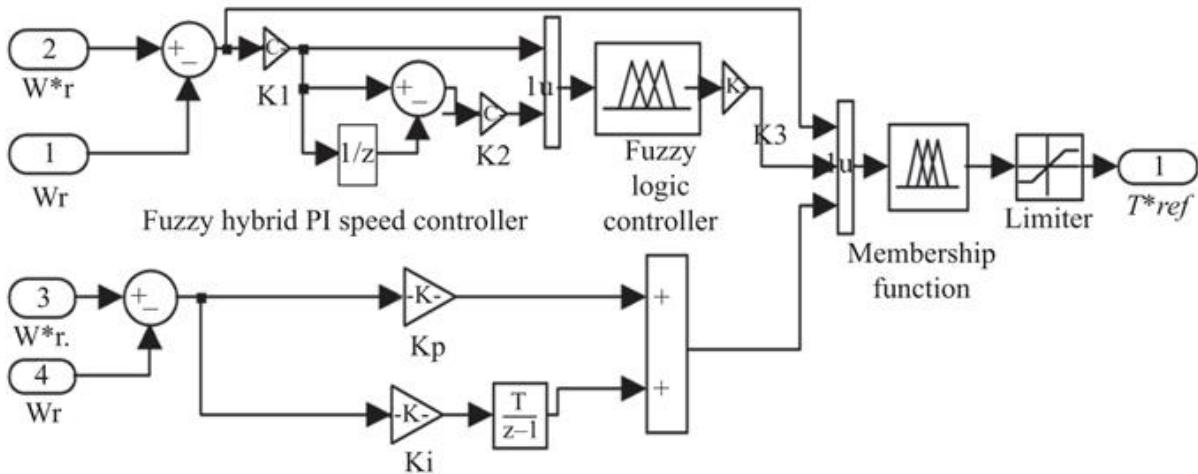 2
W*r
+
−
C-
K1
1
Wr
+
−
1/z
C-
K2
1u
Fuzzy
logic
controller
K-
K3
1u
Membership
function
Limiter
1
T*ref
Fuzzy hybrid PI speed controller
3
W*r.
+
−
4
Wr
-K-
Kp
-K-
Ki
T
z–1
+
+